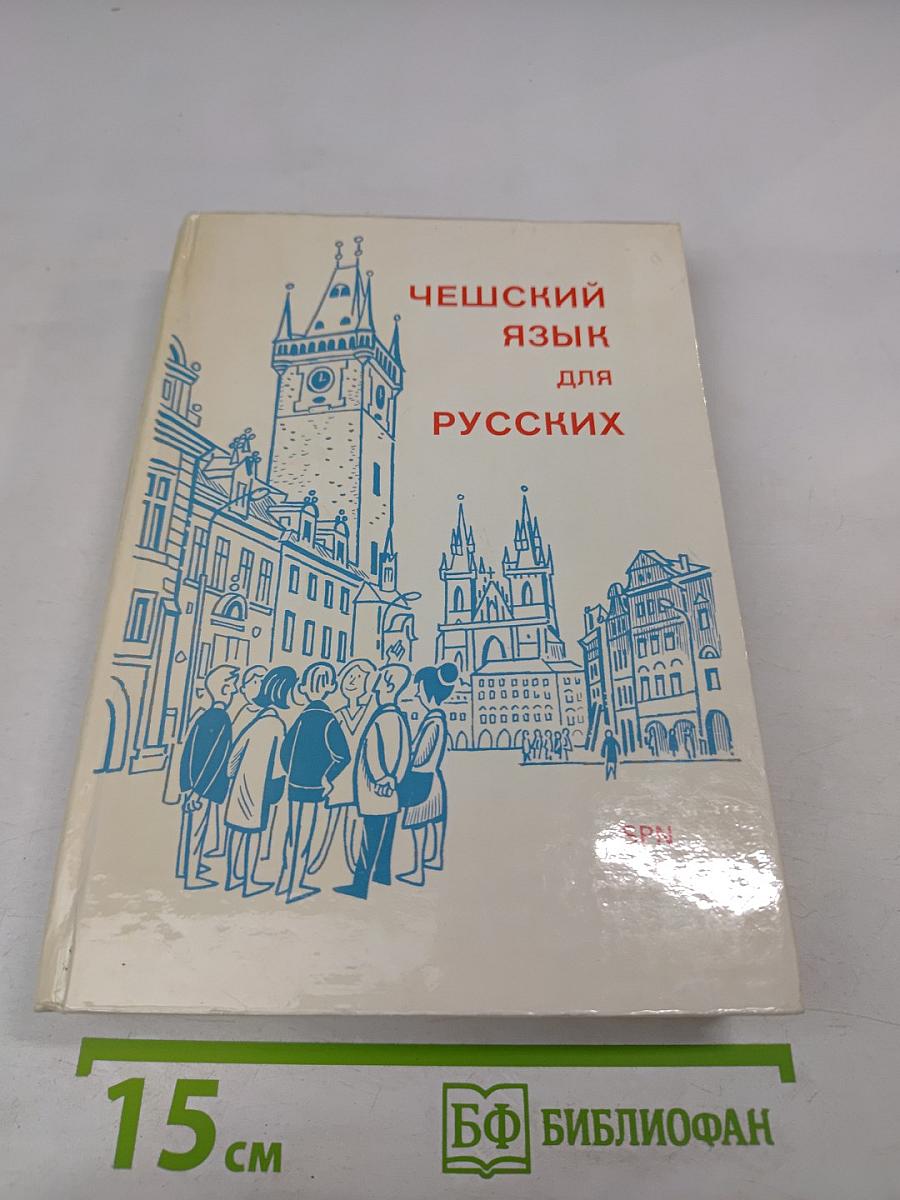 ЧЕШСКИЙ
ЯЗЫК
ДЛЯ
РУССКИХ
SPN
15 см
БФ БИБЛИОФАН